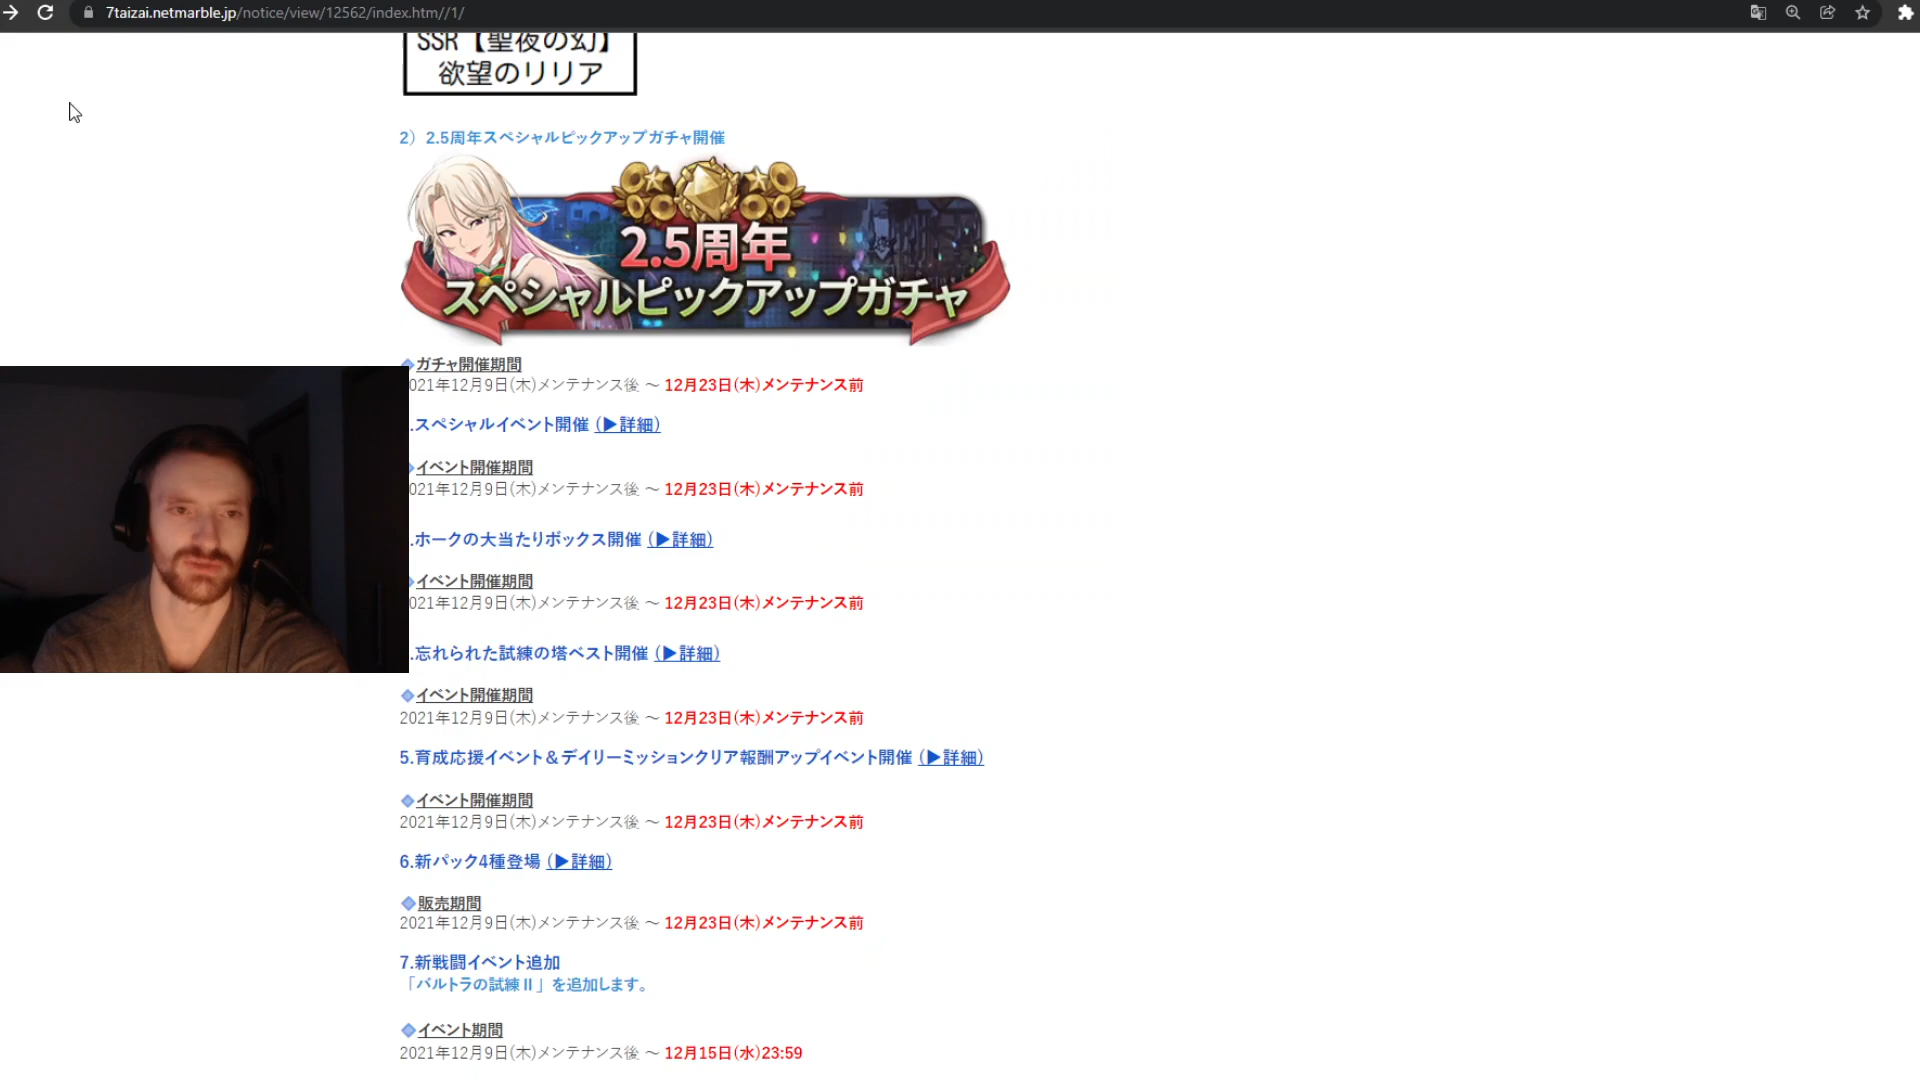 7taizai.netmarble.jp/notice/view/12562/index.htm//1/
SSR【聖夜の幻】
欲望のリリア
2）2.5周年スペシャルピックアップガチャ開催
2.5周年
スペシャルピックアップガチャ
ガチャ開催期間
021年12月9日(木)メンテナンス後 ～ 12月23日(木)メンテナンス前
.スペシャルイベント開催 (▶詳細)
イベント開催期間
021年12月9日(木)メンテナンス後 ～ 12月23日(木)メンテナンス前
.ホークの大当たりボックス開催 (▶詳細)
イベント開催期間
021年12月9日(木)メンテナンス後 ～ 12月23日(木)メンテナンス前
.忘れられた試練の塔ベスト開催 (▶詳細)
イベント開催期間
2021年12月9日(木)メンテナンス後 ～ 12月23日(木)メンテナンス前
5.育成応援イベント＆デイリーミッションクリア報酬アップイベント開催 (▶詳細)
イベント開催期間
2021年12月9日(木)メンテナンス後 ～ 12月23日(木)メンテナンス前
6.新パック4種登場 (▶詳細)
販売期間
2021年12月9日(木)メンテナンス後 ～ 12月23日(木)メンテナンス前
7.新戦闘イベント追加
「バルトラの試練Ⅱ」を追加します。
イベント期間
2021年12月9日(木)メンテナンス後 ～ 12月15日(水)23:59